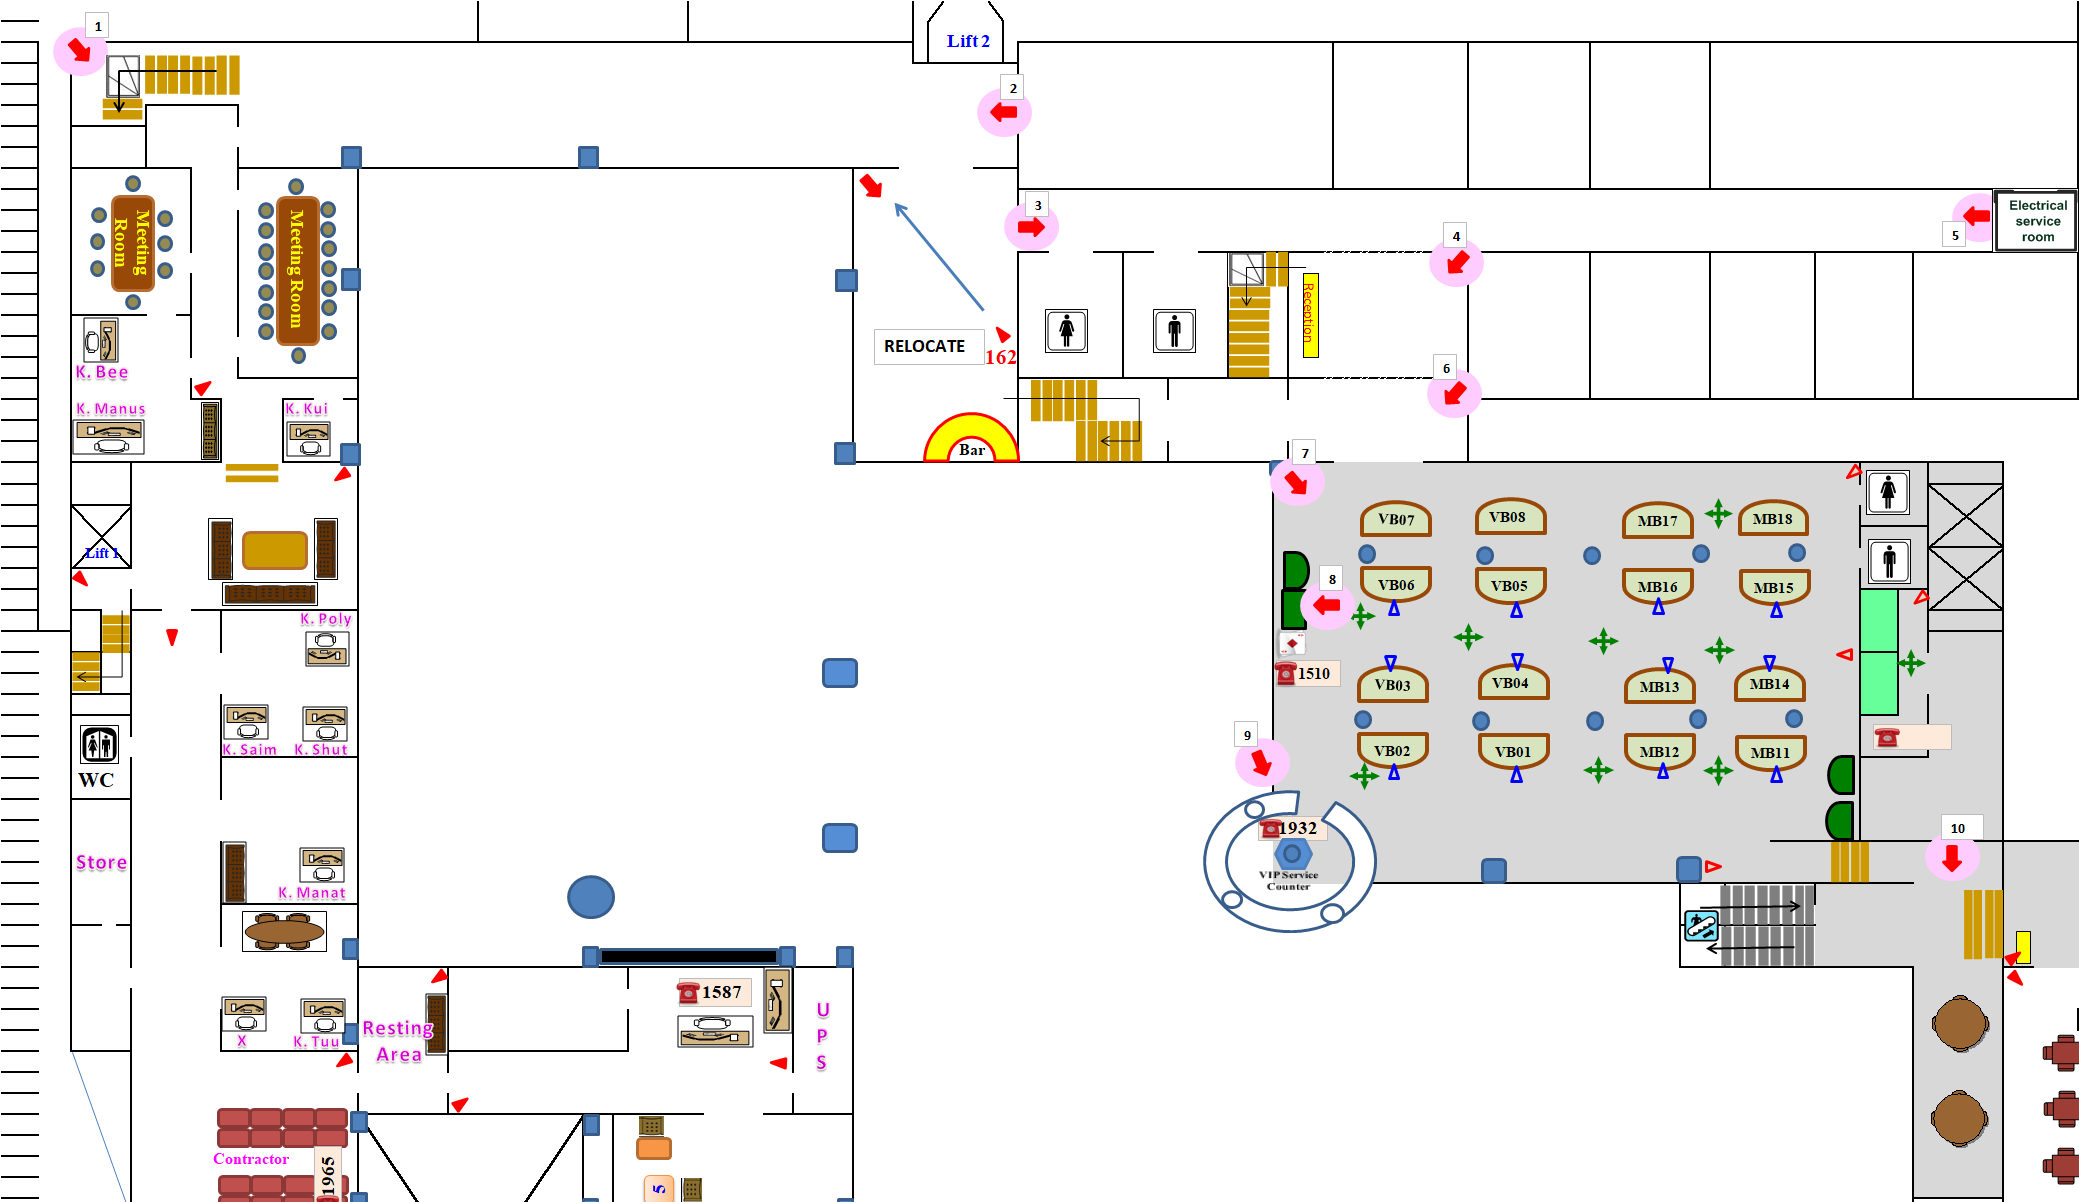 1
Lift 2
2
3
4
5
Electrical
service
room
Meeting
Room
Meeting Room
Reception
RELOCATE
162
K. Bee
6
K. Manus
K. Kui
Bar
7
VB07
VB08
MB17
MB18
Lift 1
8
VB06
VB05
MB16
MB15
K. Poly
1510
VB03
VB04
MB13
MB14
9
K. Saim
K. Shut
VB02
VB01
MB12
MB11
WC
1932
10
Store
VIP Service
Counter
K. Manat
1587
U
P
S
Resting
Area
X
K. Tuu
Contractor
1965
5